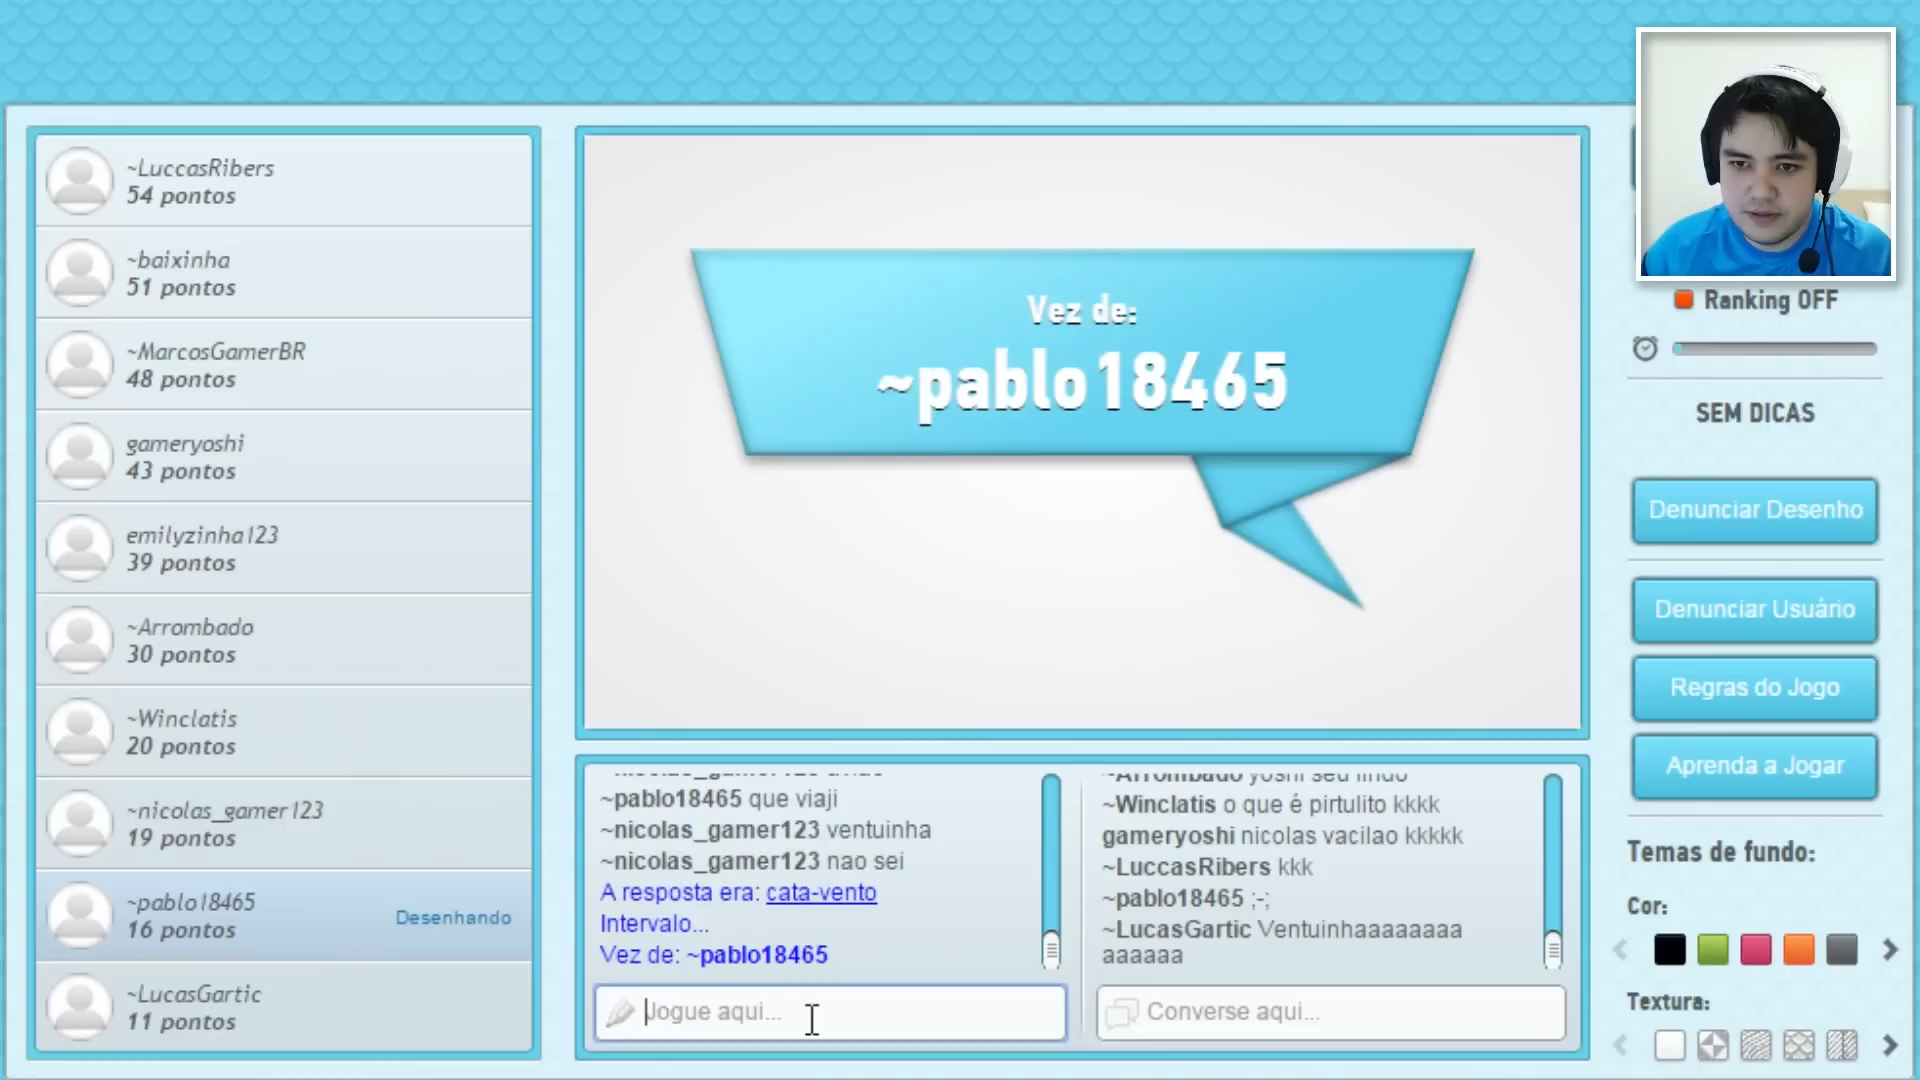 ~LuccasRibers
54 pontos
~baixinha
51 pontos
~MarcosGamerBR
48 pontos
gameryoshi
43 pontos
emilyzinha123
39 pontos
~Arrombado
30 pontos
~Winclatis
20 pontos
~nicolas_gamer123
19 pontos
~pablo18465
16 pontos
Desenhando
~LucasGartic
11 pontos
Vez de:
~pablo18465
~pablo18465 que viaji
~nicolas_gamer123 ventuinha
~nicolas_gamer123 nao sei
A resposta era: cata-vento
Intervalo...
Vez de: ~pablo18465
Jogue aqui...
~Arrombado yoshi seu lindo
~Winclatis o que é pirtulito kkkk
gameryoshi nicolas vacilao kkkkk
~LuccasRibers kkk
~pablo18465 ;-;
~LucasGartic Ventuinhaaaaaaaa
aaaaaa
Converse aqui...
Ranking OFF
SEM DICAS
Denunciar Desenho
Denunciar Usuário
Regras do Jogo
Aprenda a Jogar
Temas de fundo:
Cor:
Textura: